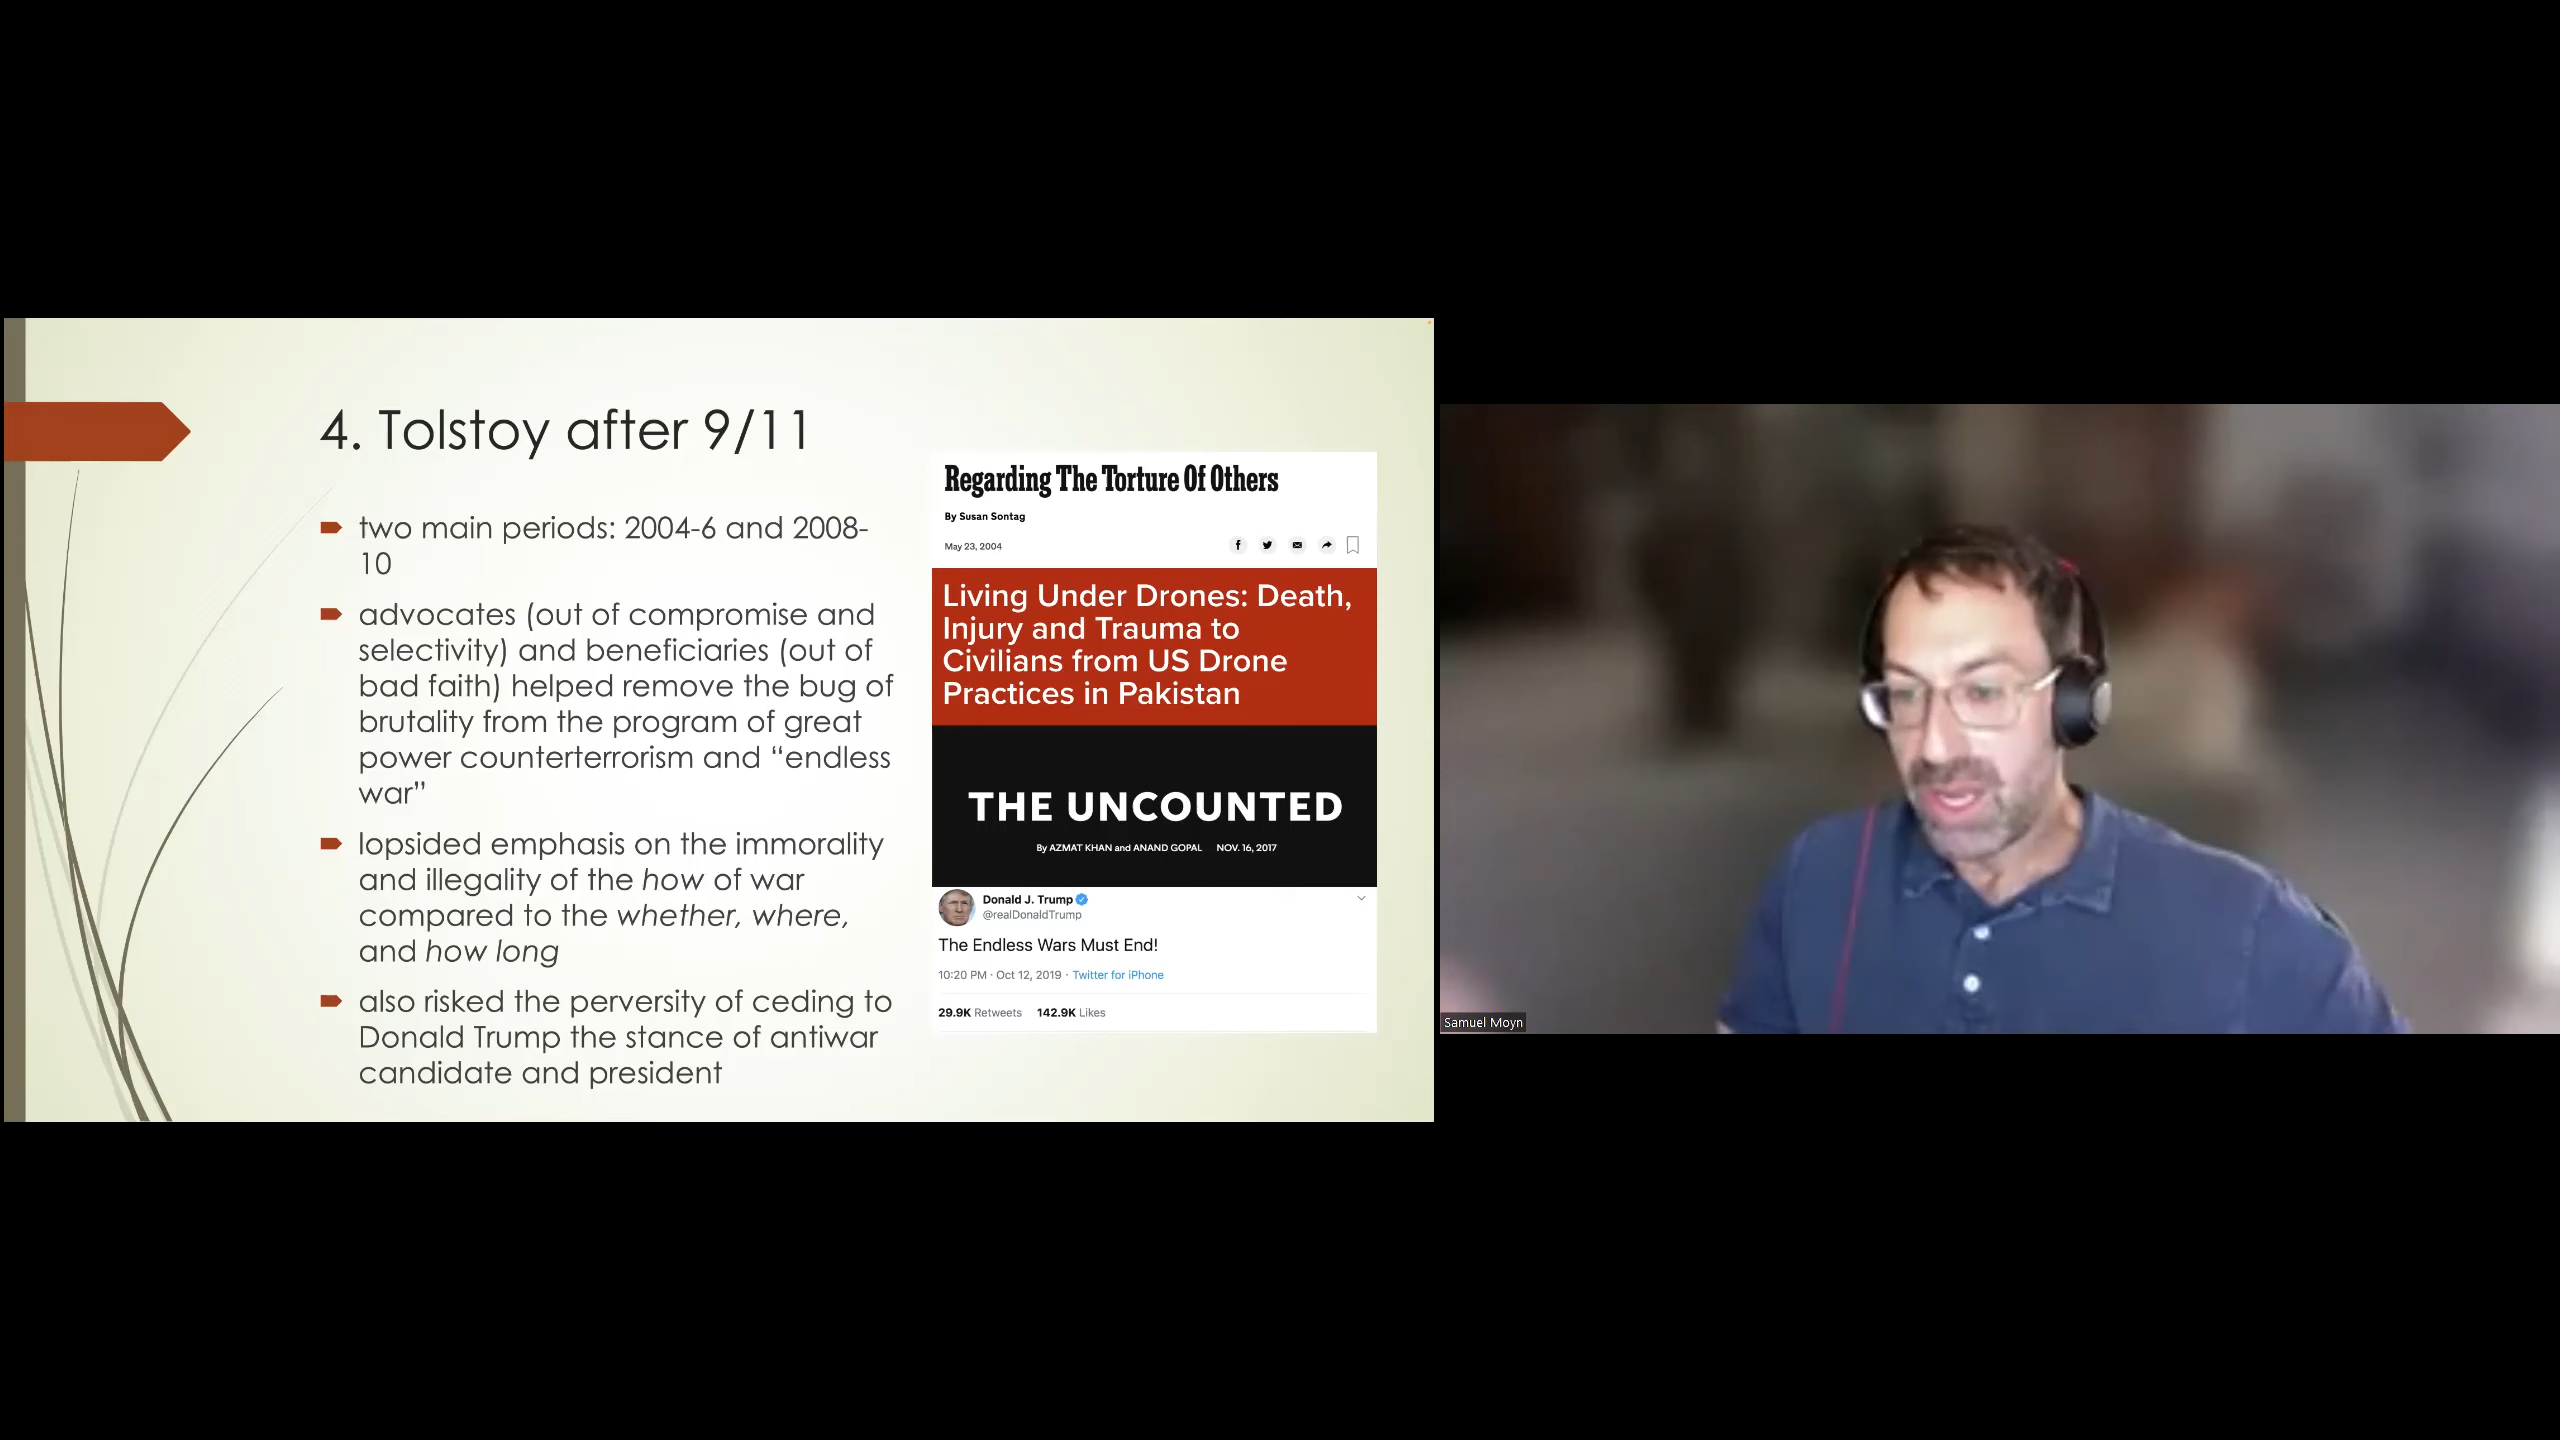 4. Tolstoy after 9/11
two main periods: 2004-6 and 2008-
10
advocates (out of compromise and
selectivity) and beneficiaries (out of
bad faith) helped remove the bug of
brutality from the program of great
power counterterrorism and “endless
war”
lopsided emphasis on the immorality
and illegality of the how of war
compared to the whether, where,
and how long
also risked the perversity of ceding to
Donald Trump the stance of antiwar
candidate and president
Regarding The Torture Of Others
By Susan Sontag
May 23, 2004
Living Under Drones: Death,
Injury and Trauma to
Civilians from US Drone
Practices in Pakistan
THE UNCOUNTED
By AZMAT KHAN and ANAND GOPAL NOV. 16, 2017
Donald J. Trump
@realDonaldTrump
The Endless Wars Must End!
10:20 PM · Oct 12, 2019 · Twitter for iPhone
29.9K Retweets 142.9K Likes
Samuel Moyn